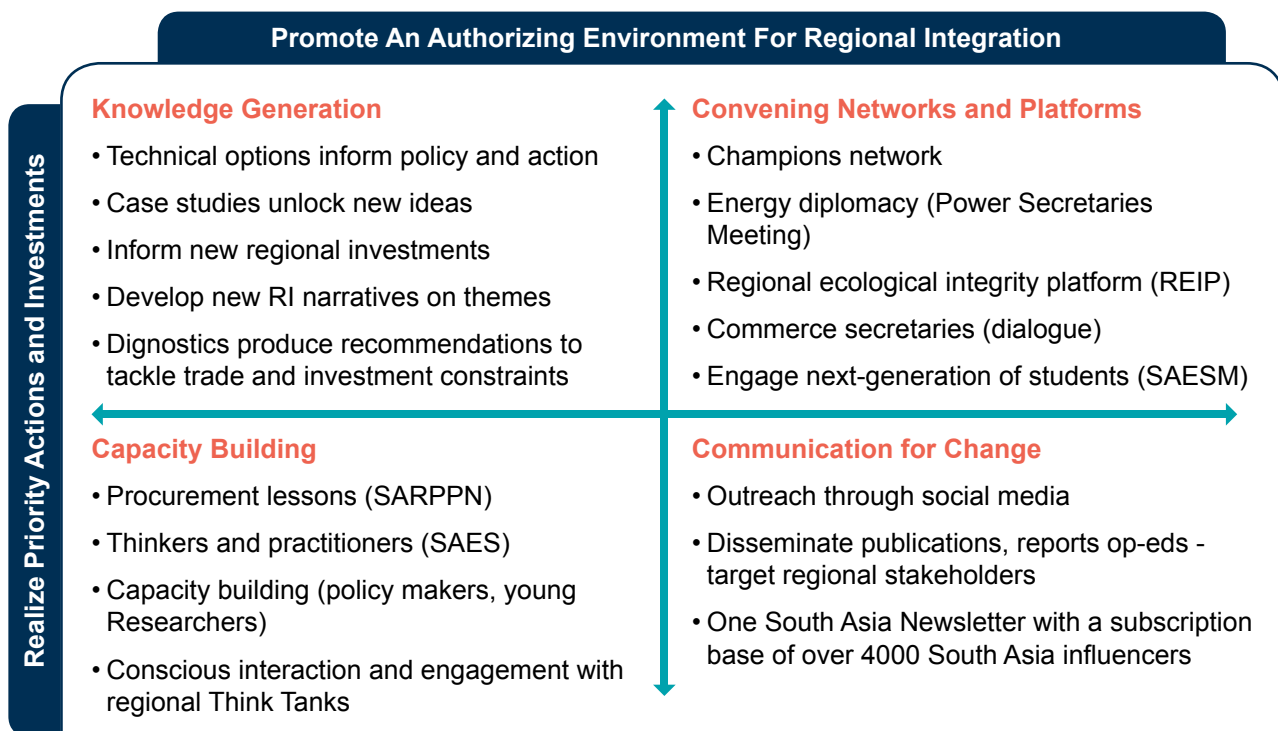 Promote An Authorizing Environment For Regional Integration
Realize Priority Actions and Investments
Knowledge Generation
• Technical options inform policy and action
• Case studies unlock new ideas
• Inform new regional investments
• Develop new RI narratives on themes
• Dignostics produce recommendations to
tackle trade and investment constraints
Convening Networks and Platforms
• Champions network
• Energy diplomacy (Power Secretaries
Meeting)
• Regional ecological integrity platform (REIP)
• Commerce secretaries (dialogue)
• Engage next-generation of students (SAESM)
Capacity Building
• Procurement lessons (SARPPN)
• Thinkers and practitioners (SAES)
• Capacity building (policy makers, young
Researchers)
• Conscious interaction and engagement with
regional Think Tanks
Communication for Change
• Outreach through social media
• Disseminate publications, reports op-eds -
target regional stakeholders
• One South Asia Newsletter with a subscription
base of over 4000 South Asia influencers